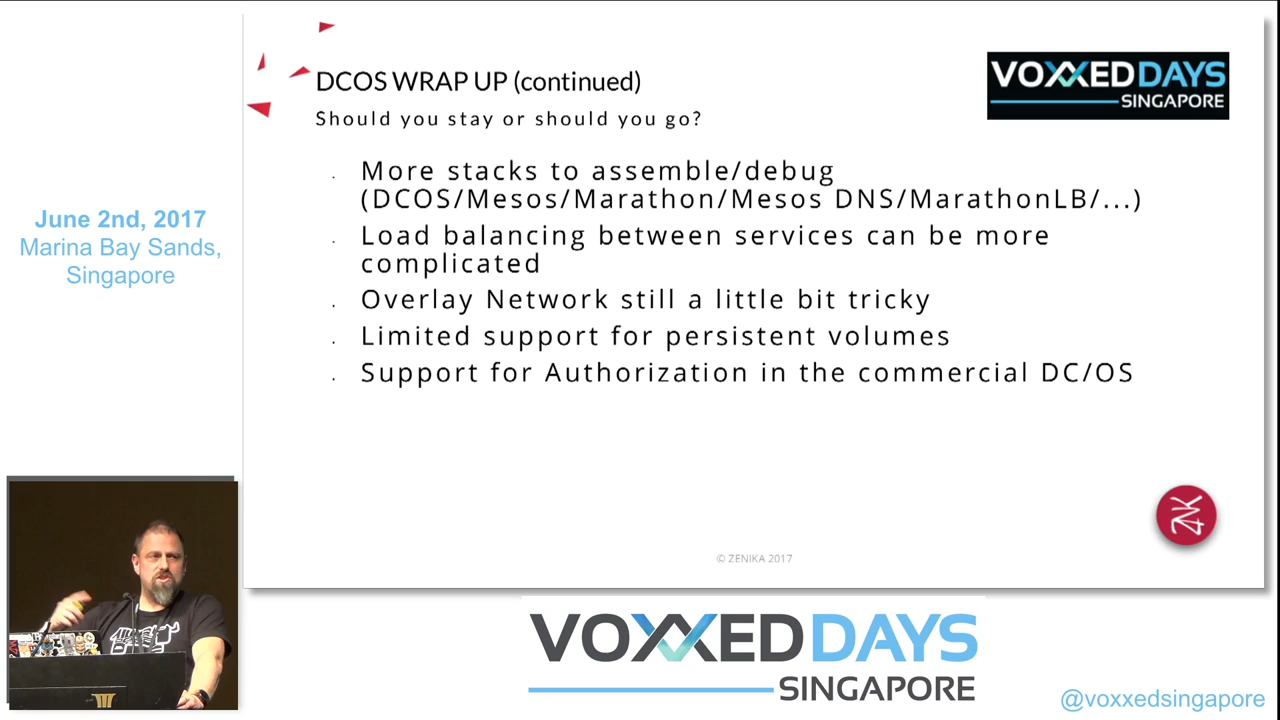 DCOS WRAP UP (continued)
Should you stay or should you go?
VOXXEDDAYS
SINGAPORE
. More stacks to assemble/debug
(DCOS/Mesos/Marathon/Mesos DNS/MarathonLB/...)
. Load balancing between services can be more
complicated
. Overlay Network still a little bit tricky
. Limited support for persistent volumes
. Support for Authorization in the commercial DC/OS
June 2nd, 2017
Marina Bay Sands,
Singapore
ZNK
© ZENIKA 2017
VOXXEDDAYS
SINGAPORE
@voxxedsingapore